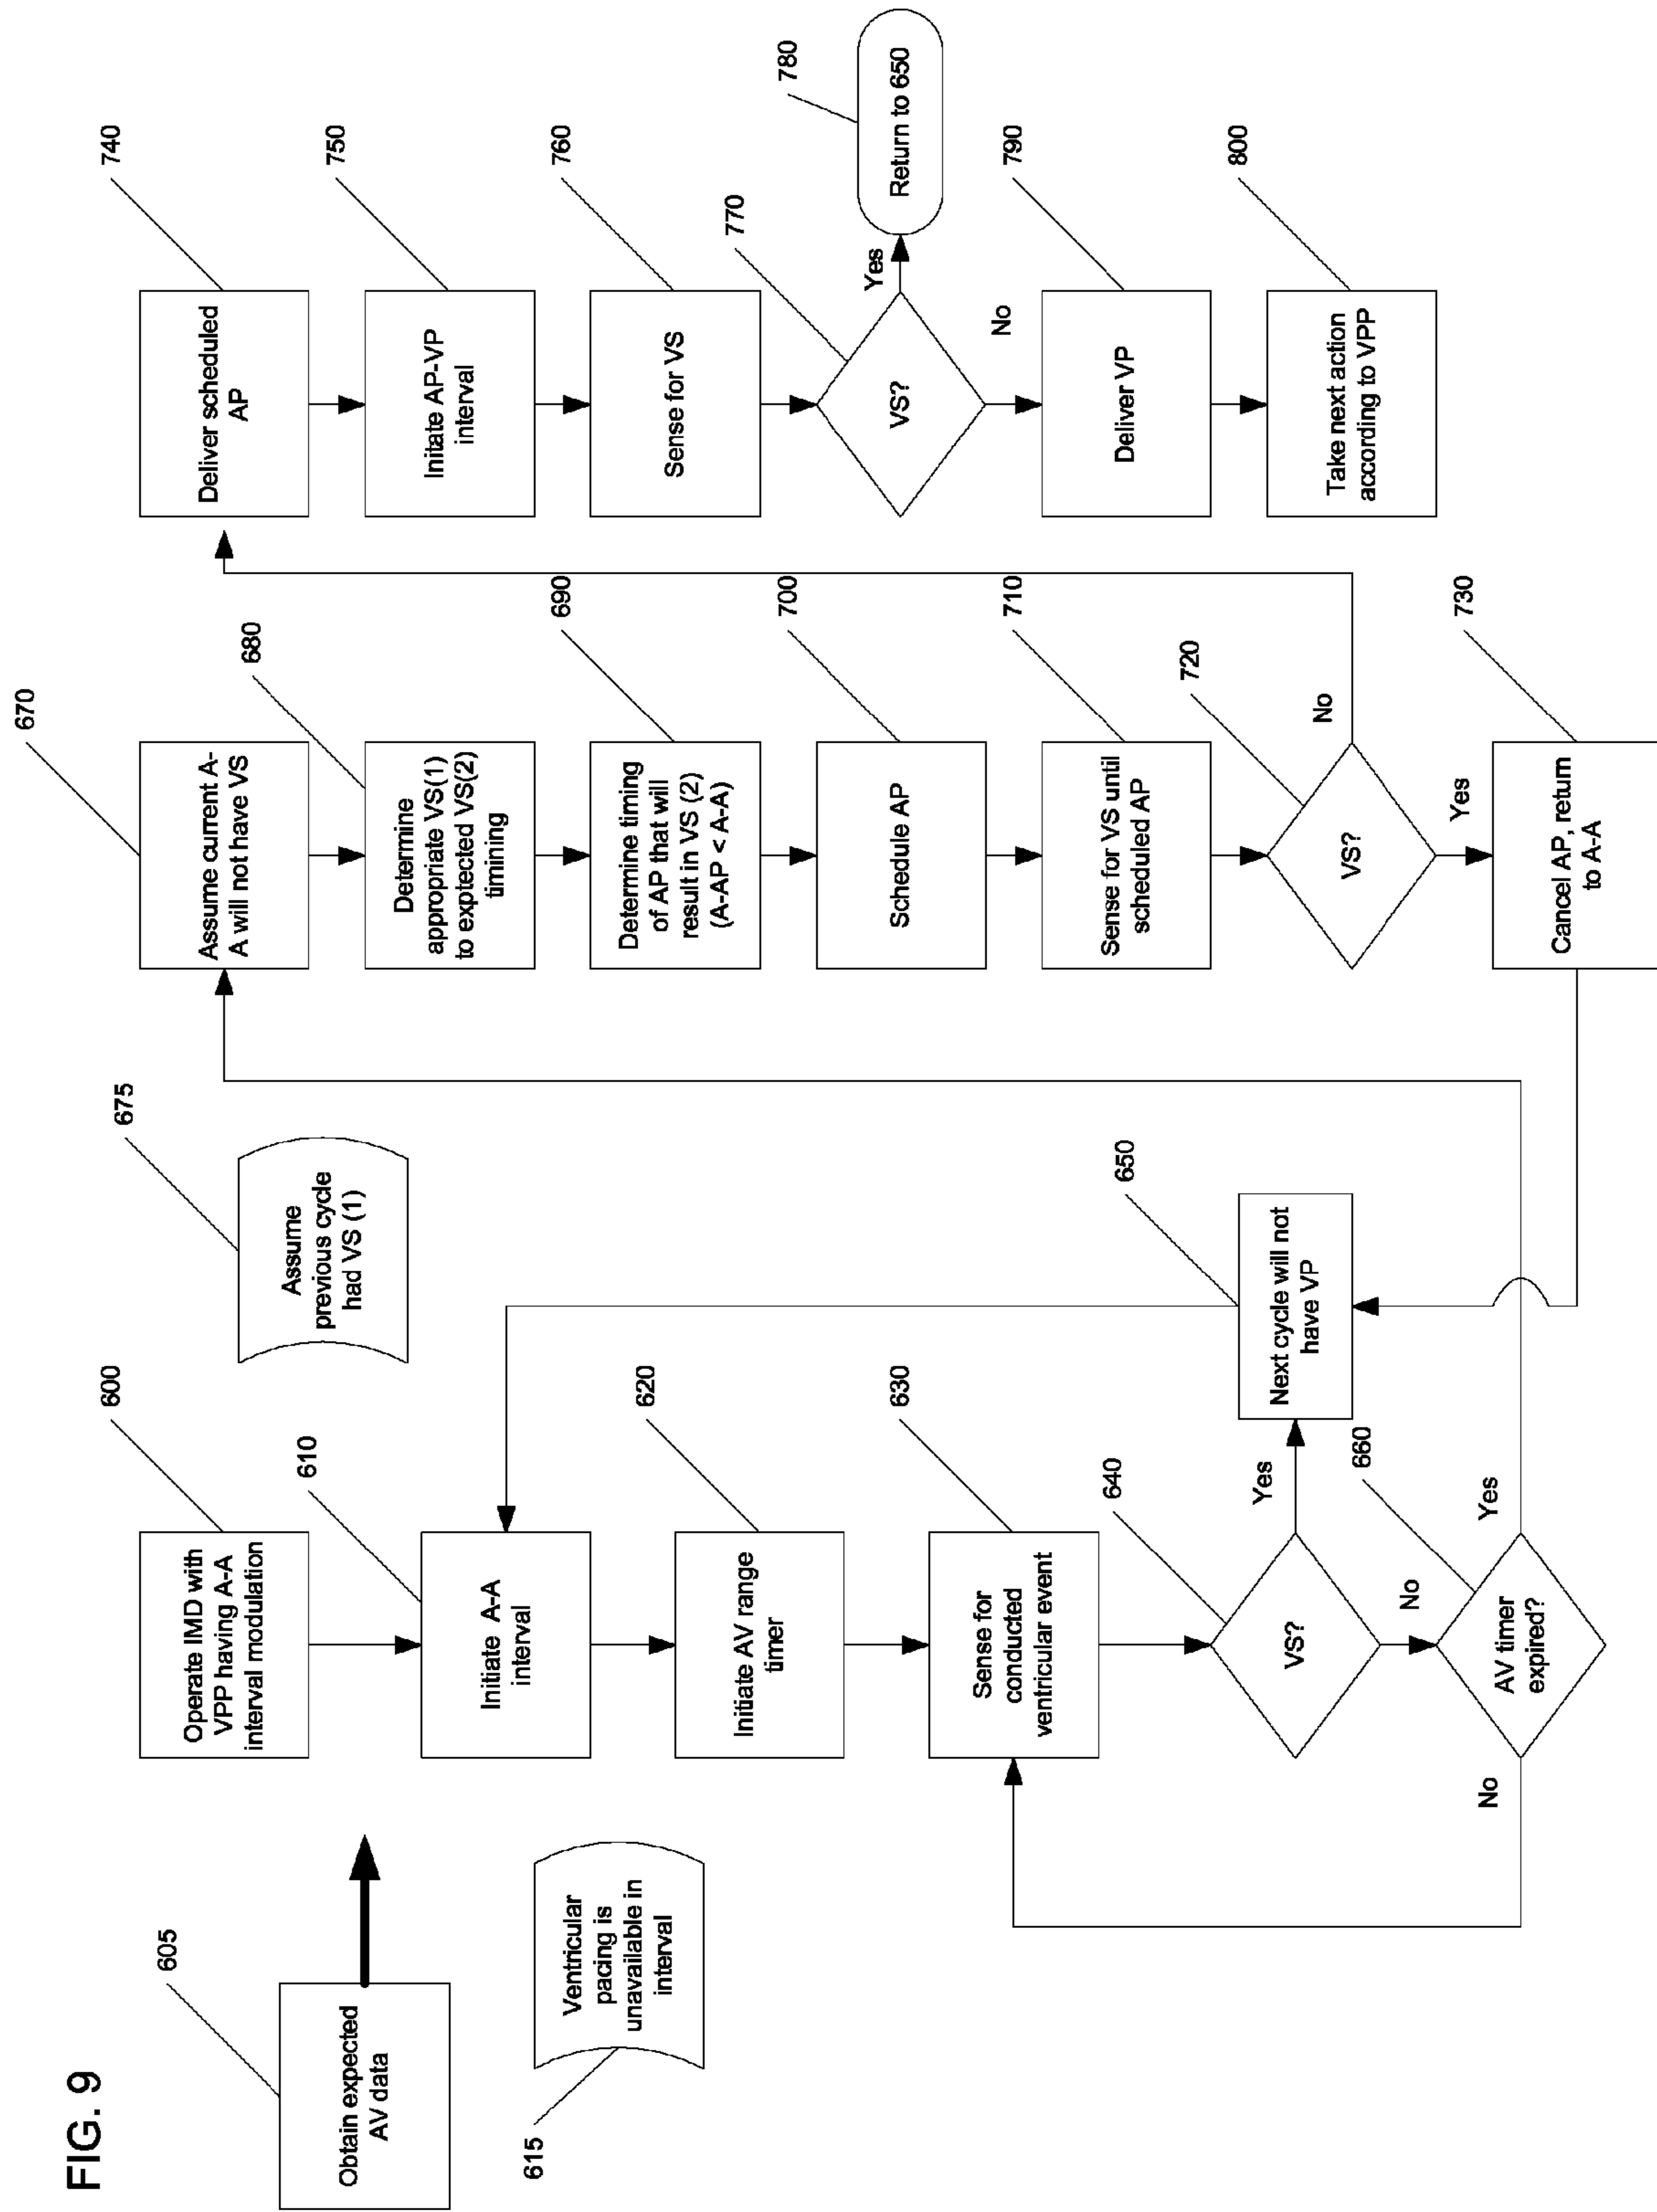 FIG. 9
605
Obtain expected
AV data
615
Ventricular
pacing is
unavailable in
interval
600
Operate IMD with
VPP having A-A
interval modulation
610
Initiate A-A
interval
620
Initiate AV range
timer
630
Sense for
conducted
ventricular event
640
VS?
Yes
No
650
Next cycle will not
have VP
660
AV timer
expired?
No
Yes
675
Assume
previous cycle
had VS (1)
670
Assume current A-
A will not have VS
680
Determine
appropriate VS(1)
to expteted VS(2)
timining
690
Determine timing
of AP that will
result in VS (2)
(A-AP < A-A)
700
Schedule AP
710
Sense for VS until
scheduled AP
720
VS?
No
Yes
730
Cancel AP, return
to A-A
740
Deliver scheduled
AP
750
Initate AP-VP
interval
760
Sense for VS
770
VS?
Yes
No
780
Return to 650
790
Deliver VP
800
Take next action
according to VPP